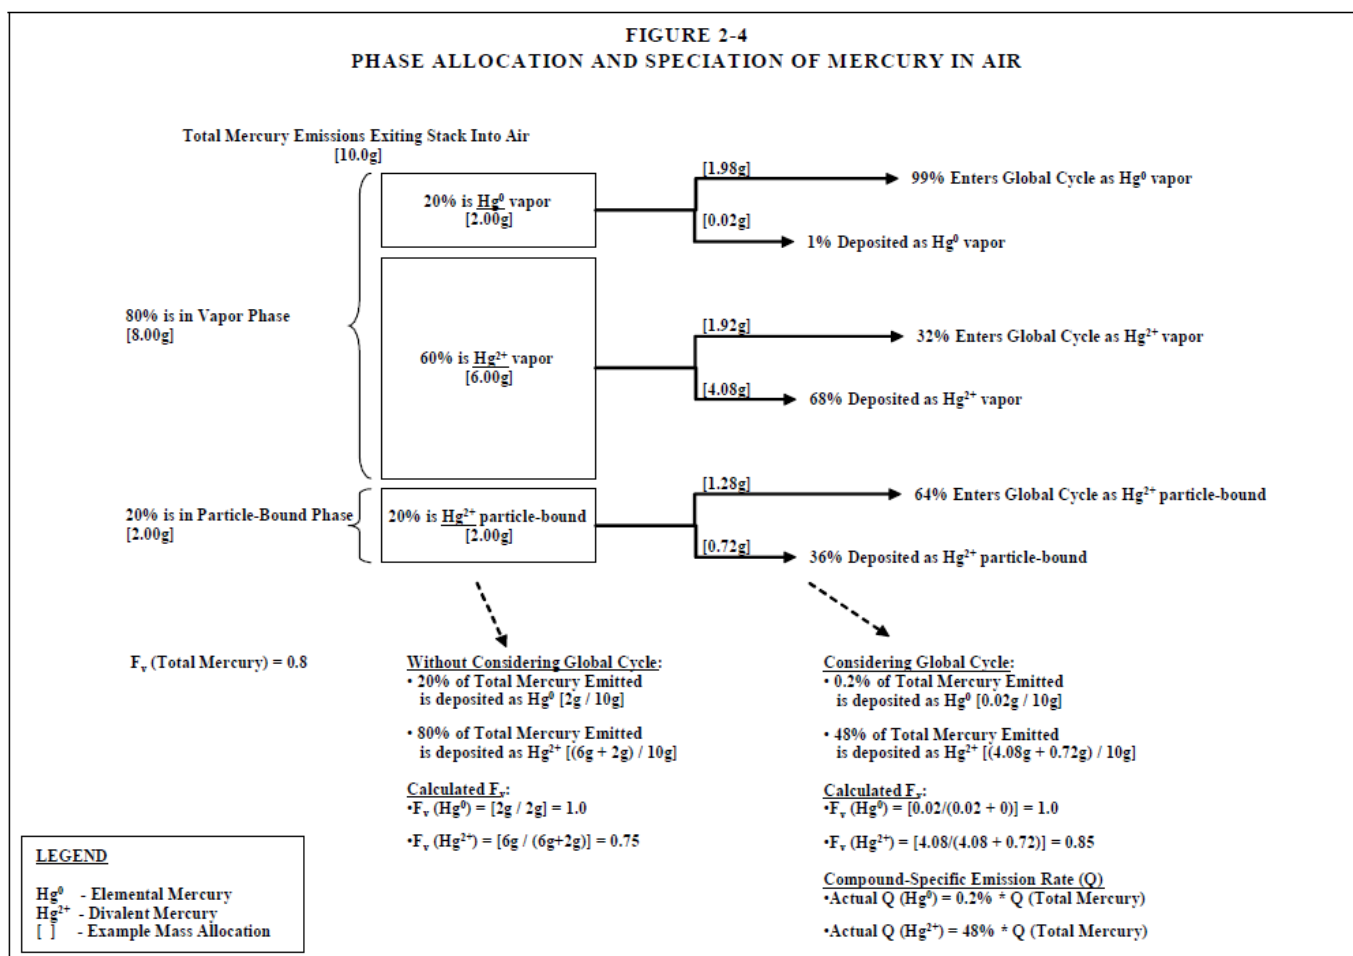 FIGURE 2-4
PHASE ALLOCATION AND SPECIATION OF MERCURY IN AIR
Total Mercury Emissions Exiting Stack Into Air
[10.0g]
80% is in Vapor Phase
[8.00g]
20% is Hg⁰ vapor
[2.00g]
[1.98g]
99% Enters Global Cycle as Hg⁰ vapor
[0.02g]
1% Deposited as Hg⁰ vapor
60% is Hg²⁺ vapor
[6.00g]
[1.92g]
32% Enters Global Cycle as Hg²⁺ vapor
[4.08g]
68% Deposited as Hg²⁺ vapor
20% is in Particle-Bound Phase
[2.00g]
20% is Hg²⁺ particle-bound
[2.00g]
[1.28g]
64% Enters Global Cycle as Hg²⁺ particle-bound
[0.72g]
36% Deposited as Hg²⁺ particle-bound
Fᵥ (Total Mercury) = 0.8
Without Considering Global Cycle:
• 20% of Total Mercury Emitted
is deposited as Hg⁰ [2g / 10g]
• 80% of Total Mercury Emitted
is deposited as Hg²⁺ [(6g + 2g) / 10g]
Calculated Fᵥ:
•Fᵥ (Hg⁰) = [2g / 2g] = 1.0
•Fᵥ (Hg²⁺) = [6g / (6g+2g)] = 0.75
Considering Global Cycle:
• 0.2% of Total Mercury Emitted
is deposited as Hg⁰ [0.02g / 10g]
• 48% of Total Mercury Emitted
is deposited as Hg²⁺ [(4.08g + 0.72g) / 10g]
Calculated Fᵥ:
•Fᵥ (Hg⁰) = [0.02/(0.02 + 0)] = 1.0
•Fᵥ (Hg²⁺) = [4.08/(4.08 + 0.72)] = 0.85
Compound-Specific Emission Rate (Q)
•Actual Q (Hg⁰) = 0.2% * Q (Total Mercury)
•Actual Q (Hg²⁺) = 48% * Q (Total Mercury)
LEGEND
Hg⁰ - Elemental Mercury
Hg²⁺ - Divalent Mercury
[ ] - Example Mass Allocation